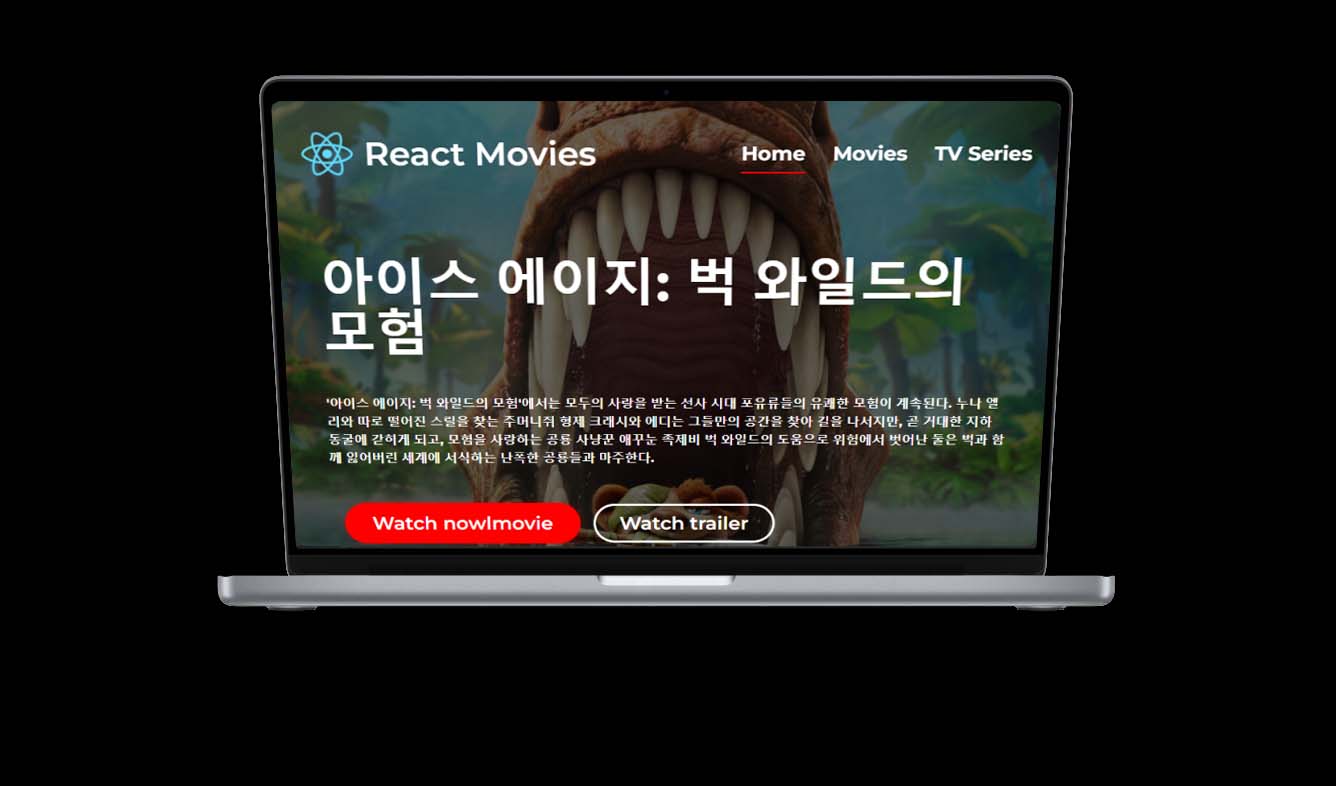 React Movies
Home Movies TV Series
아이스 에이지: 벅 와일드의
모험
'아이스 에이지: 벅 와일드의 모험'에서는 모두의 사랑을 받는 선사 시대 포유류들의 유쾌한 모험이 계속된다. 누나 엘
리와 따로 떨어진 스릴을 찾는 주머니쥐 형제 크래시와 에디는 그들만의 공간을 찾아 길을 나서지만, 곧 거대한 지하
동굴에 갇히게 되고, 모험을 사랑하는 공룡 사냥꾼 애꾸눈 족제비 벅 와일드의 도움으로 위험에서 벗어난 둘은 벅과 함
께 잃어버린 세계에 서식하는 난폭한 공룡들과 마주한다.
Watch nowlmovie Watch trailer